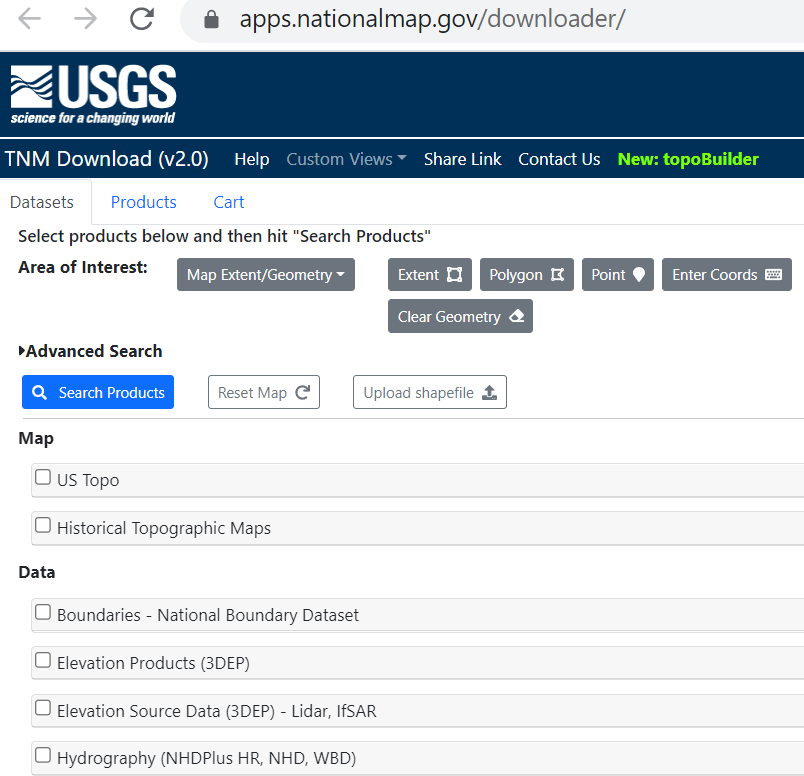 apps.nationalmap.gov/downloader/
USGS
science for a changing world
TNM Download (v2.0) Help Custom Views Share Link Contact Us New: topoBuilder
Datasets Products Cart
Select products below and then hit "Search Products"
Area of Interest: Map Extent/Geometry Extent Polygon Point Enter Coords
Clear Geometry
Advanced Search
Search Products Reset Map Upload shapefile
Map
US Topo
Historical Topographic Maps
Data
Boundaries - National Boundary Dataset
Elevation Products (3DEP)
Elevation Source Data (3DEP) - Lidar, IfSAR
Hydrography (NHDPlus HR, NHD, WBD)